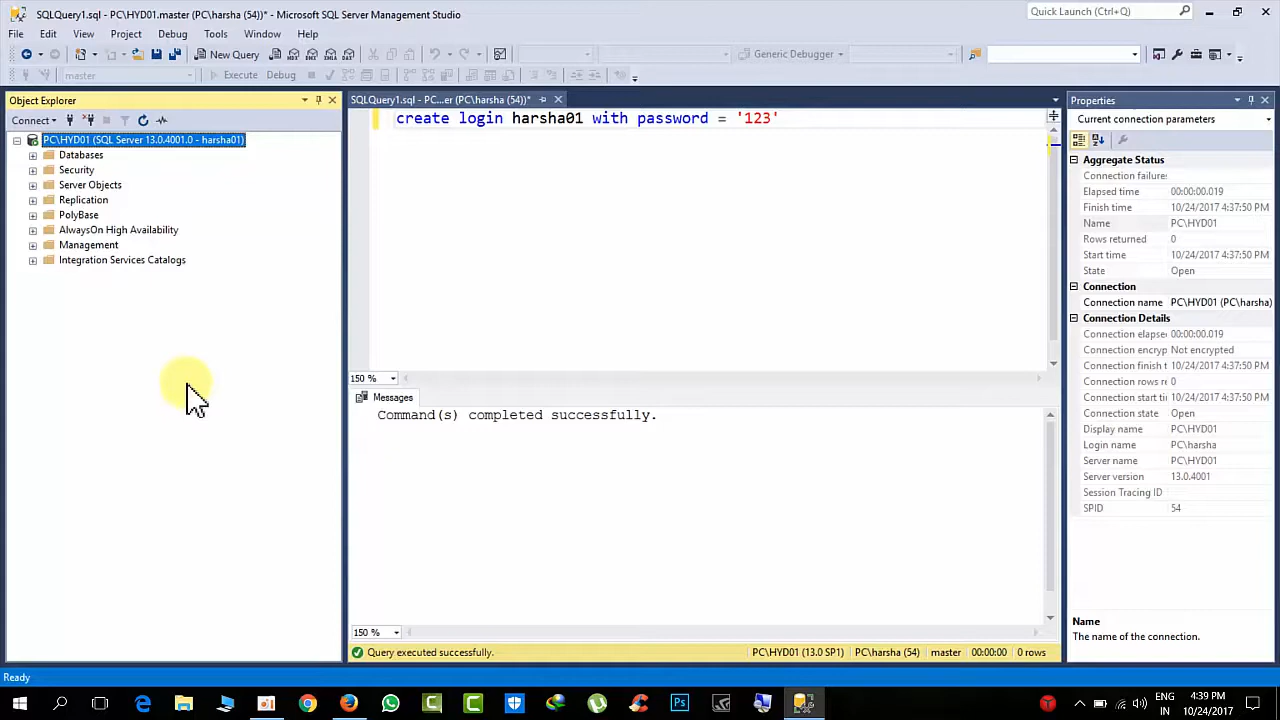 SQLQuery1.sql - PC\HYD01.master (PC\harsha (54))* - Microsoft SQL Server Management Studio
Quick Launch (Ctrl+Q)
File Edit View Project Debug Tools Window Help
New Query
Generic Debugger
master
Execute Debug
Object Explorer
Connect
PC\HYD01 (SQL Server 13.0.4001.0 - harsha01)
Databases
Security
Server Objects
Replication
PolyBase
AlwaysOn High Availability
Management
Integration Services Catalogs
SQLQuery1.sql - PC...er (PC\harsha (54))*
create login harsha01 with password = '123'
150 %
Messages
Command(s) completed successfully.
150 %
Query executed successfully.
PC\HYD01 (13.0 SP1) PC\harsha (54) master 00:00:00 0 rows
Properties
Current connection parameters
Aggregate Status
Connection failures
Elapsed time 00:00:00.019
Finish time 10/24/2017 4:37:50 PM
Name PC\HYD01
Rows returned 0
Start time 10/24/2017 4:37:50 PM
State Open
Connection
Connection name PC\HYD01 (PC\harsha)
Connection Details
Connection elapse 00:00:00.019
Connection encryp Not encrypted
Connection finish t 10/24/2017 4:37:50 PM
Connection rows r 0
Connection start ti 10/24/2017 4:37:50 PM
Connection state Open
Display name PC\HYD01
Login name PC\harsha
Server name PC\HYD01
Server version 13.0.4001
Session Tracing ID
SPID 54
Name
The name of the connection.
Ready
ENG
IN
4:39 PM
10/24/2017